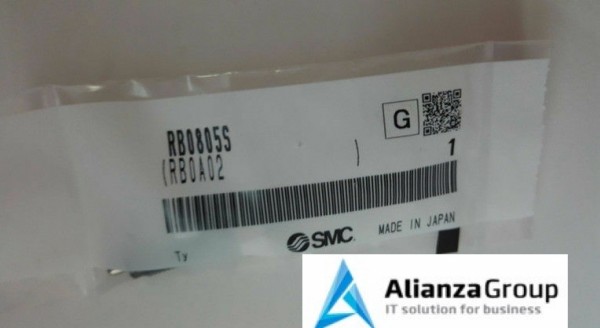 G
RB0805S
(RB0A02 ) 1
SMC
MADE IN JAPAN
Ty
AlianzaGroup
IT solution for business